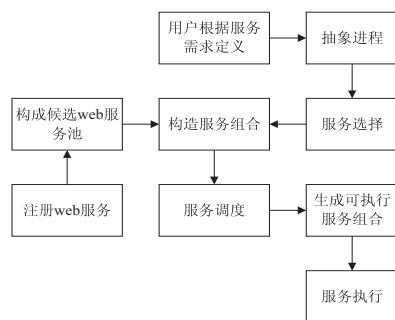 用户根据服务
需求定义
抽象进程
构成候选web服
务池
构造服务组合
服务选择
注册web服务
服务调度
生成可执行
服务组合
服务执行